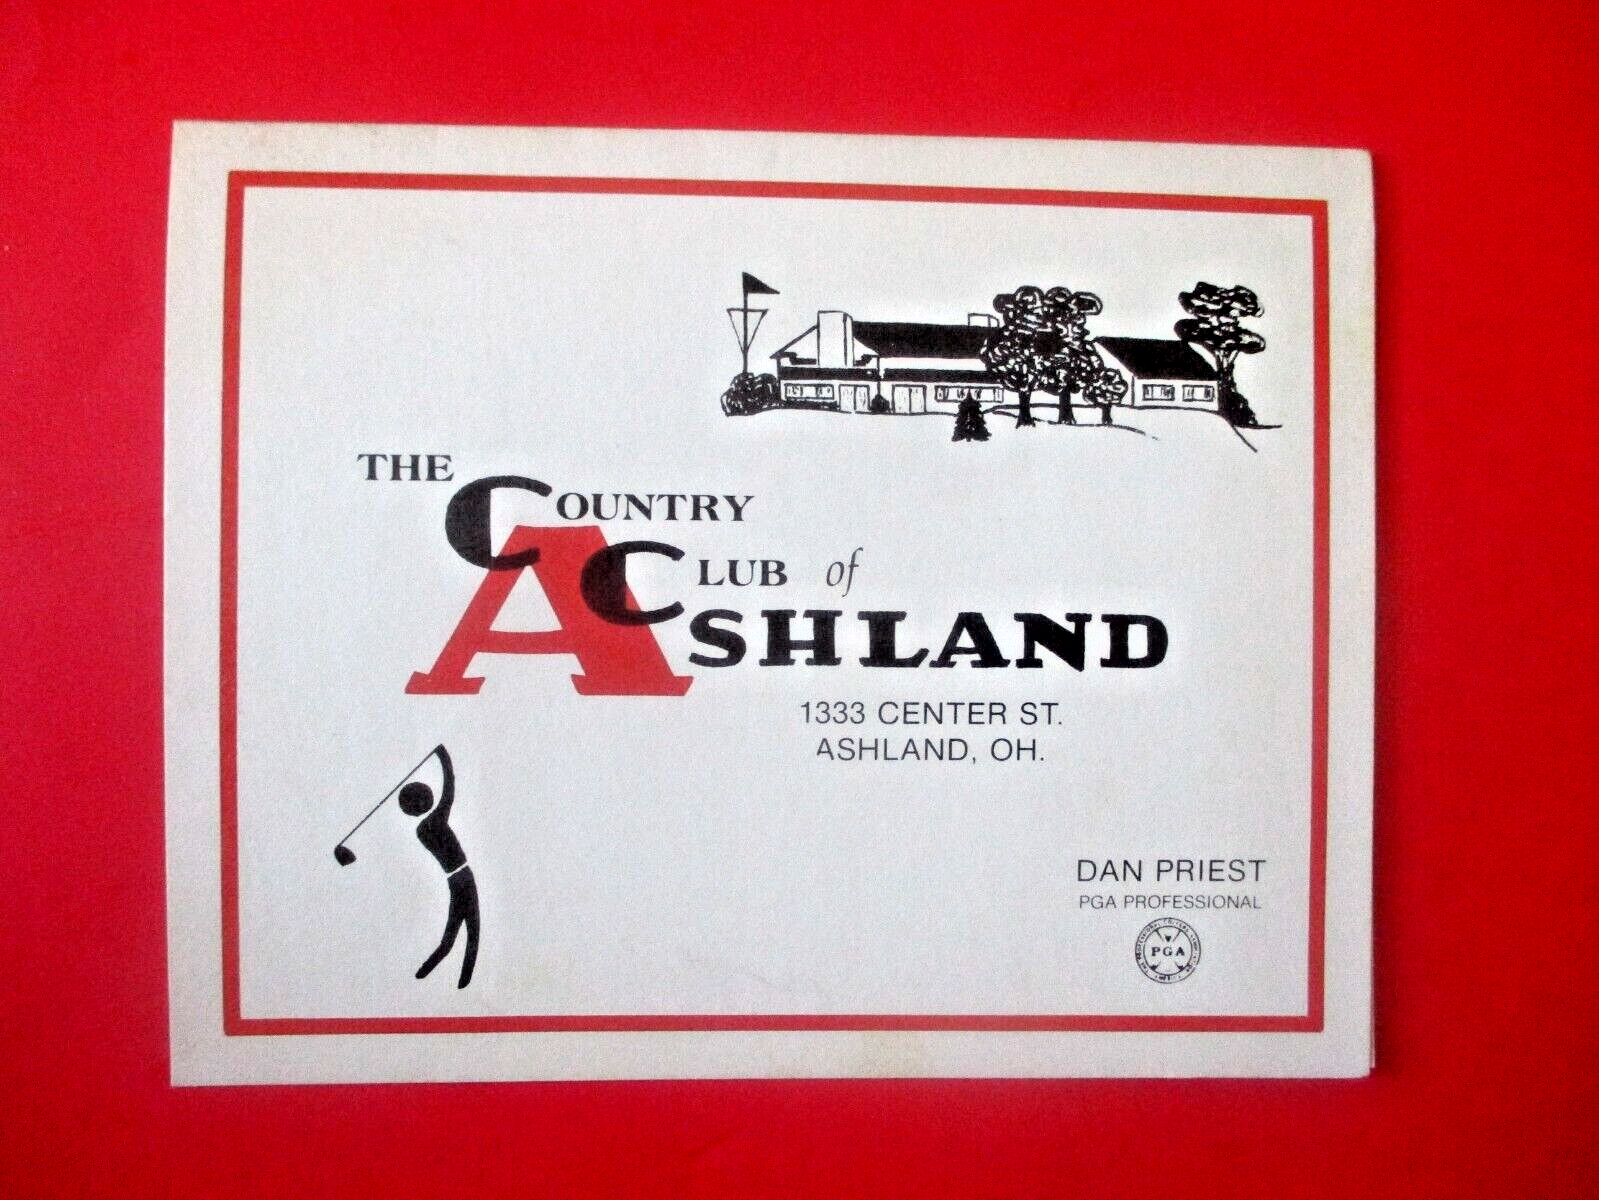 THE
COUNTRY
CLUB of
ASHLAND
1333 CENTER ST.
ASHLAND, OH.
DAN PRIEST
PGA PROFESSIONAL
PGA